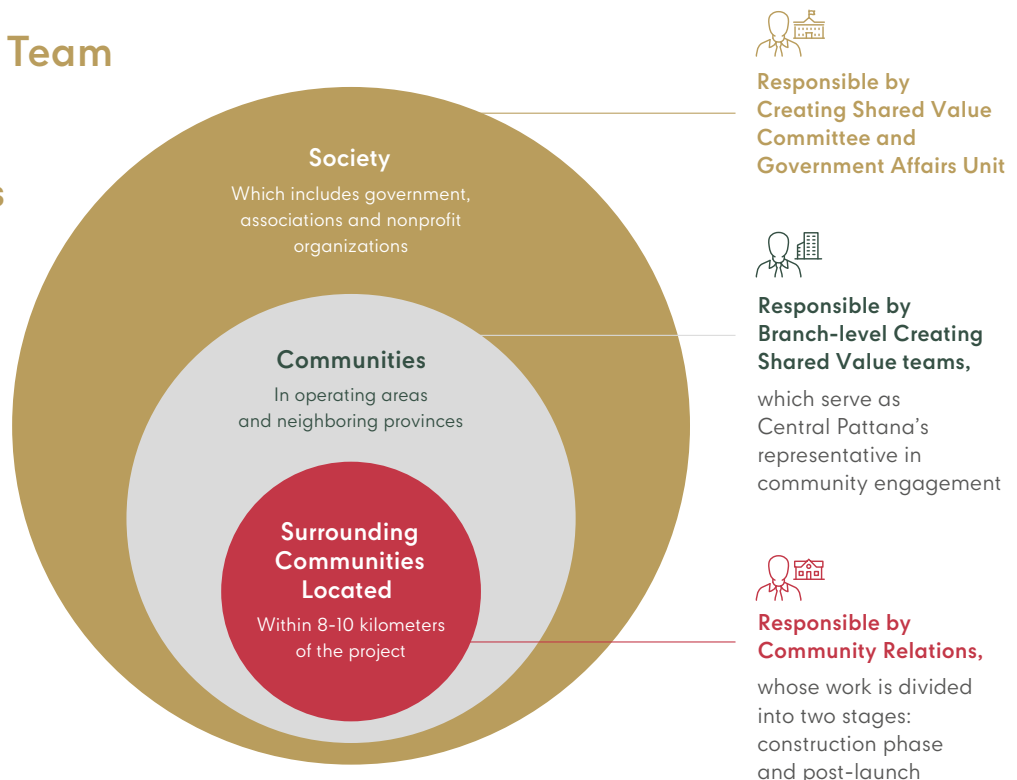 Team
s
Society
Which includes government,
associations and nonprofit
organizations
Communities
In operating areas
and neighboring provinces
Surrounding
Communities
Located
Within 8-10 kilometers
of the project
Responsible by
Creating Shared Value
Committee and
Government Affairs Unit
Responsible by
Branch-level Creating
Shared Value teams,
which serve as
Central Pattana’s
representative in
community engagement
Responsible by
Community Relations,
whose work is divided
into two stages:
construction phase
and post-launch